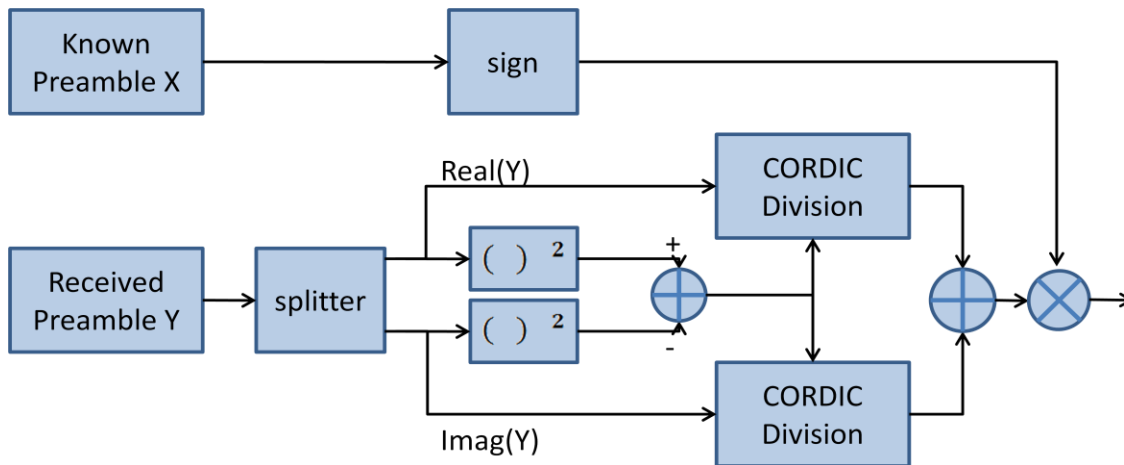 Known
Preamble X
sign
Real(Y)
CORDIC
Division
( ) ²
+
Received
Preamble Y
splitter
( ) ²
-
Imag(Y)
CORDIC
Division